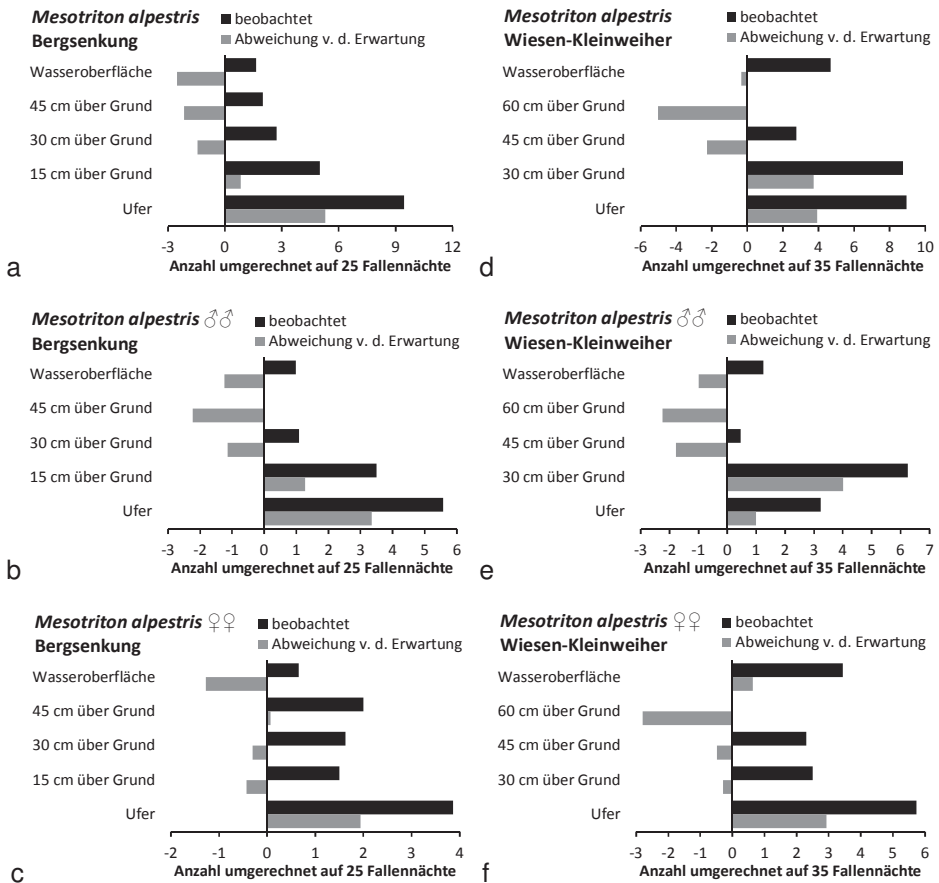 Mesotriton alpestris
Bergsenkung
beobachtet
Abweichung v. d. Erwartung
Wasseroberfläche
45 cm über Grund
30 cm über Grund
15 cm über Grund
Ufer
-3 0 3 6 9 12
Anzahl umgerechnet auf 25 Fallennächte
a
Mesotriton alpestris
Wiesen-Kleinweiher
beobachtet
Abweichung v. d. Erwartung
Wasseroberfläche
60 cm über Grund
45 cm über Grund
30 cm über Grund
Ufer
-6 -4 -2 0 2 4 6 8 10
Anzahl umgerechnet auf 35 Fallennächte
d
Mesotriton alpestris ♂♂
Bergsenkung
beobachtet
Abweichung v. d. Erwartung
Wasseroberfläche
45 cm über Grund
30 cm über Grund
15 cm über Grund
Ufer
-3 -2 -1 0 1 2 3 4 5 6
Anzahl umgerechnet auf 25 Fallennächte
b
Mesotriton alpestris ♂♂
Wiesen-Kleinweiher
beobachtet
Abweichung v. d. Erwartung
Wasseroberfläche
60 cm über Grund
45 cm über Grund
30 cm über Grund
Ufer
-3 -2 -1 0 1 2 3 4 5 6 7
Anzahl umgerechnet auf 35 Fallennächte
e
Mesotriton alpestris ♀♀
Bergsenkung
beobachtet
Abweichung v. d. Erwartung
Wasseroberfläche
45 cm über Grund
30 cm über Grund
15 cm über Grund
Ufer
-2 -1 0 1 2 3 4
Anzahl umgerechnet auf 25 Fallennächte
c
Mesotriton alpestris ♀♀
Wiesen-Kleinweiher
beobachtet
Abweichung v. d. Erwartung
Wasseroberfläche
60 cm über Grund
45 cm über Grund
30 cm über Grund
Ufer
-3 -2 -1 0 1 2 3 4 5 6
Anzahl umgerechnet auf 35 Fallennächte
f